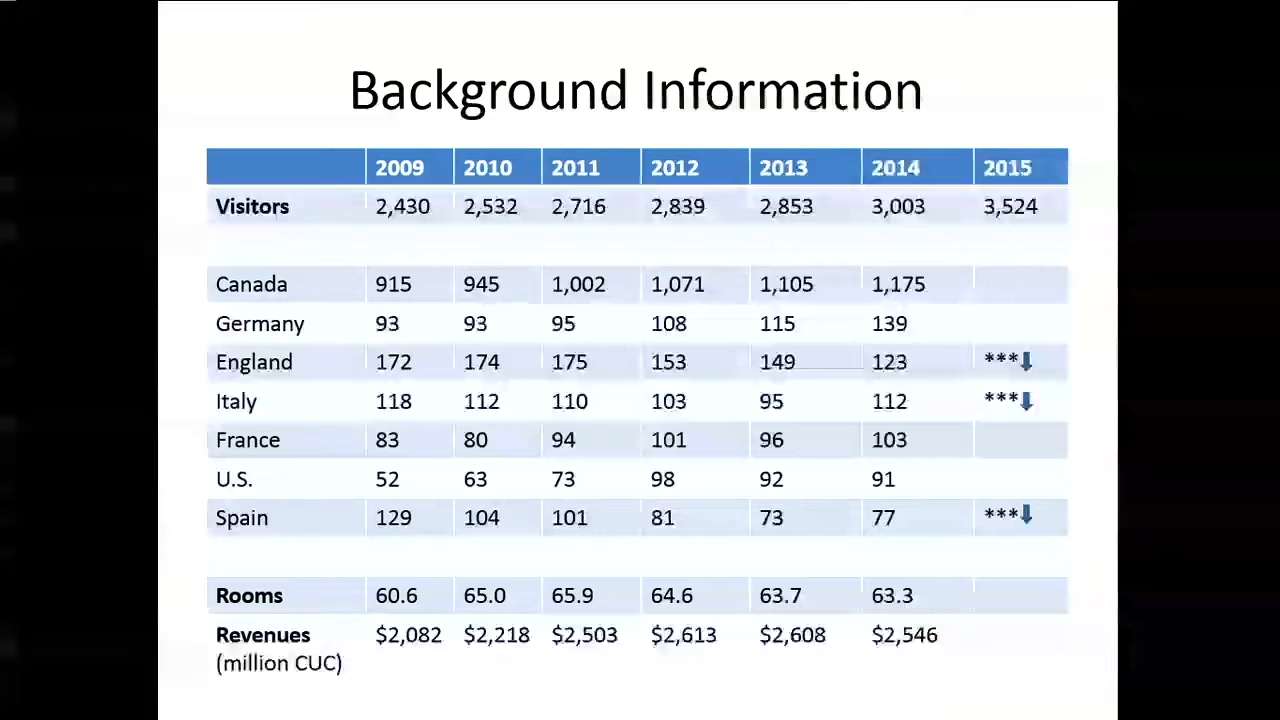 Background Information
2009 2010 2011 2012 2013 2014 2015
Visitors 2,430 2,532 2,716 2,839 2,853 3,003 3,524
Canada 915 945 1,002 1,071 1,105 1,175
Germany 93 93 95 108 115 139
England 172 174 175 153 149 123 ***⬇
Italy 118 112 110 103 95 112 ***⬇
France 83 80 94 101 96 103
U.S. 52 63 73 98 92 91
Spain 129 104 101 81 73 77 ***⬇
Rooms 60.6 65.0 65.9 64.6 63.7 63.3
Revenues $2,082 $2,218 $2,503 $2,613 $2,608 $2,546
(million CUC)